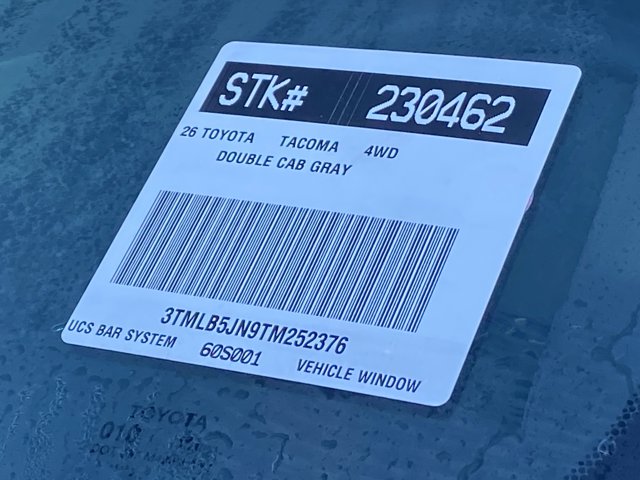 STK# 230462
26 TOYOTA TACOMA 4WD
DOUBLE CAB GRAY
3TMLB5JN9TM252376
UCS BAR SYSTEM 60S001 VEHICLE WINDOW
TOYOTA